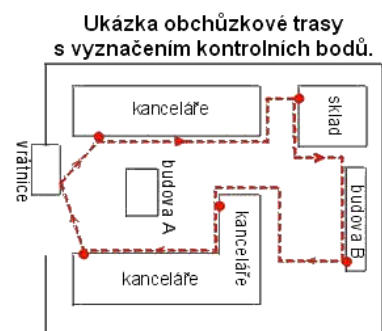 Ukázka obchůzkové trasy
s vyznačením kontrolních bodů.
kanceláře
sklad
vrátnice
budova A
kanceláře
budova B
kanceláře